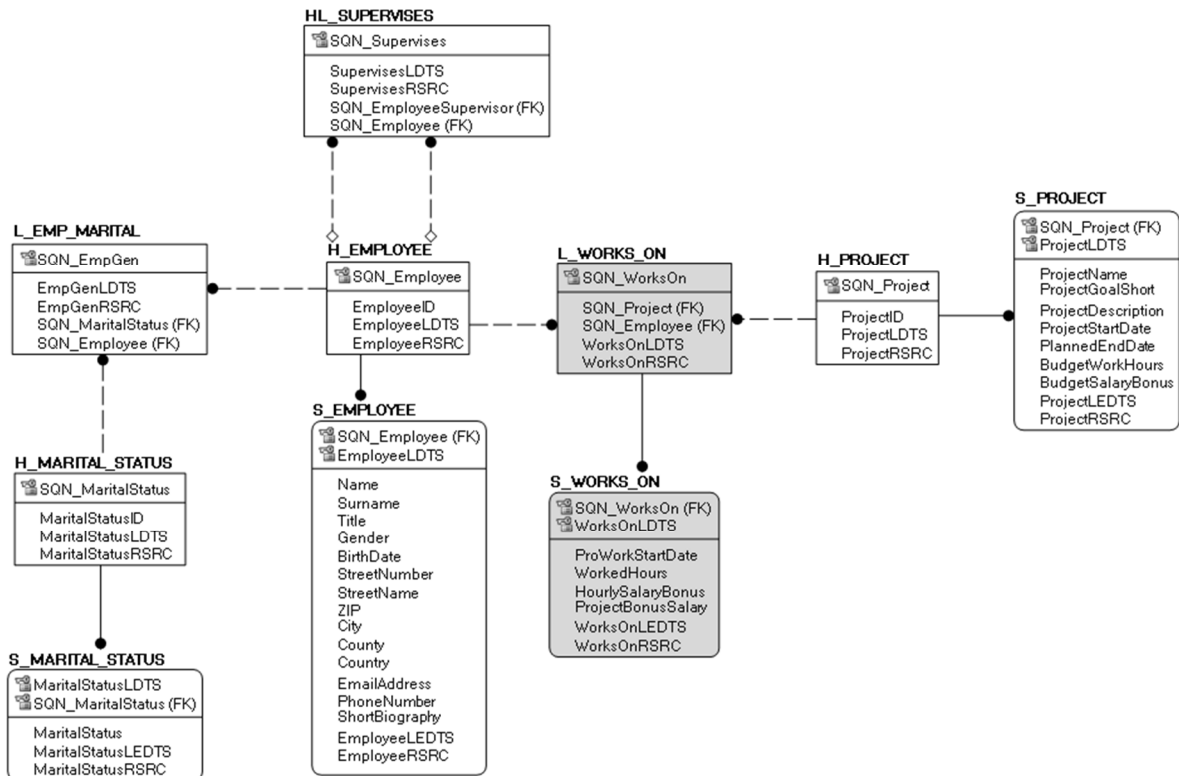 HL_SUPERVISES
SQN_Supervises
SupervisesLDTS
SupervisesRSRC
SQN_EmployeeSupervisor (FK)
SQN_Employee (FK)
L_EMP_MARITAL
SQN_EmpGen
EmpGenLDTS
EmpGenRSRC
SQN_MaritalStatus (FK)
SQN_Employee (FK)
H_EMPLOYEE
SQN_Employee
EmployeeID
EmployeeLDTS
EmployeeRSRC
L_WORKS_ON
SQN_WorksOn
SQN_Project (FK)
SQN_Employee (FK)
WorksOnLDTS
WorksOnRSRC
H_PROJECT
SQN_Project
ProjectID
ProjectLDTS
ProjectRSRC
S_PROJECT
SQN_Project (FK)
ProjectLDTS
ProjectName
ProjectGoalShort
ProjectDescription
ProjectStartDate
PlannedEndDate
BudgetWorkHours
BudgetSalaryBonus
ProjectLEDTS
ProjectRSRC
H_MARITAL_STATUS
SQN_MaritalStatus
MaritalStatusID
MaritalStatusLDTS
MaritalStatusRSRC
S_EMPLOYEE
SQN_Employee (FK)
EmployeeLDTS
Name
Surname
Title
Gender
BirthDate
StreetNumber
StreetName
ZIP
City
County
Country
EmailAddress
PhoneNumber
ShortBiography
EmployeeLEDTS
EmployeeRSRC
S_WORKS_ON
SQN_WorksOn (FK)
WorksOnLDTS
ProWorkStartDate
WorkedHours
HourlySalaryBonus
ProjectBonusSalary
WorksOnLEDTS
WorksOnRSRC
S_MARITAL_STATUS
MaritalStatusLDTS
SQN_MaritalStatus (FK)
MaritalStatus
MaritalStatusLEDTS
MaritalStatusRSRC